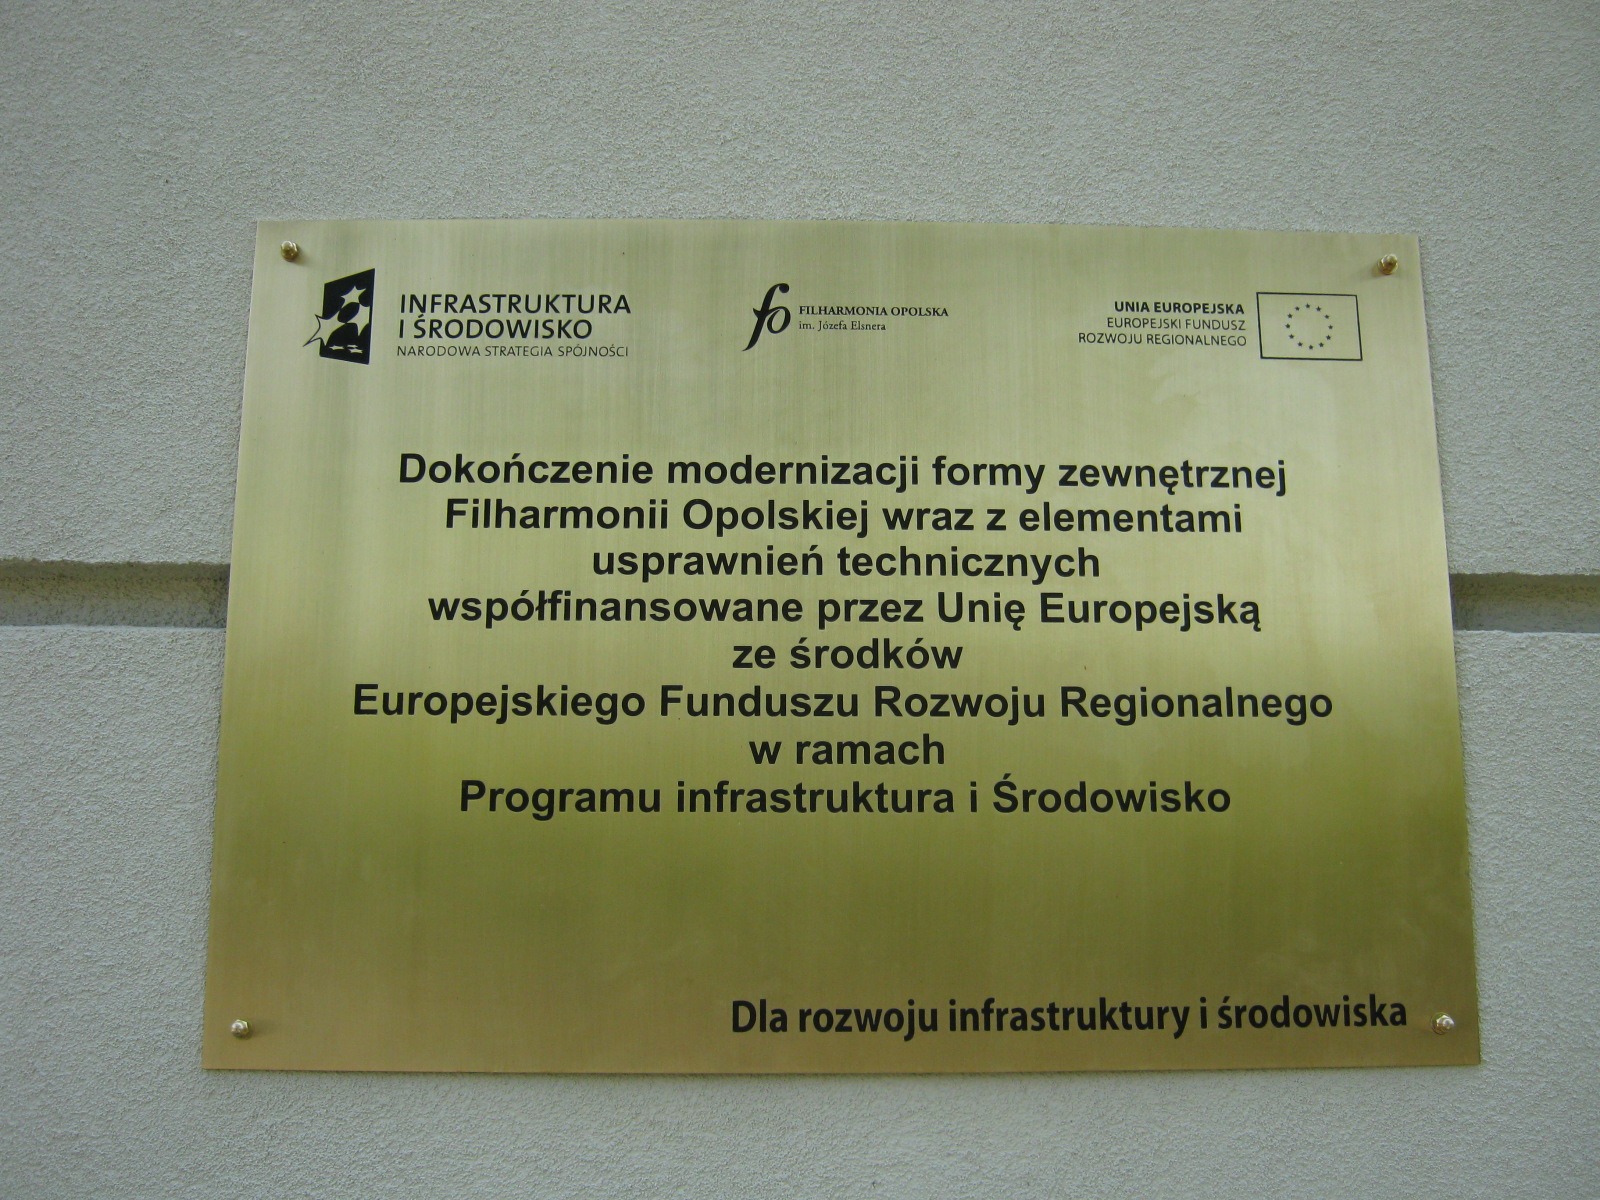 INFRASTRUKTURA
I ŚRODOWISKO
NARODOWA STRATEGIA SPÓJNOŚCI
fo
FILHARMONIA OPOLSKA
im. Józefa Elsnera
UNIA EUROPEJSKA
EUROPEJSKI FUNDUSZ
ROZWOJU REGIONALNEGO
Dokończenie modernizacji formy zewnętrznej
Filharmonii Opolskiej wraz z elementami
usprawnień technicznych
współfinansowane przez Unię Europejską
ze środków
Europejskiego Funduszu Rozwoju Regionalnego
w ramach
Programu infrastruktura i Środowisko
Dla rozwoju infrastruktury i środowiska